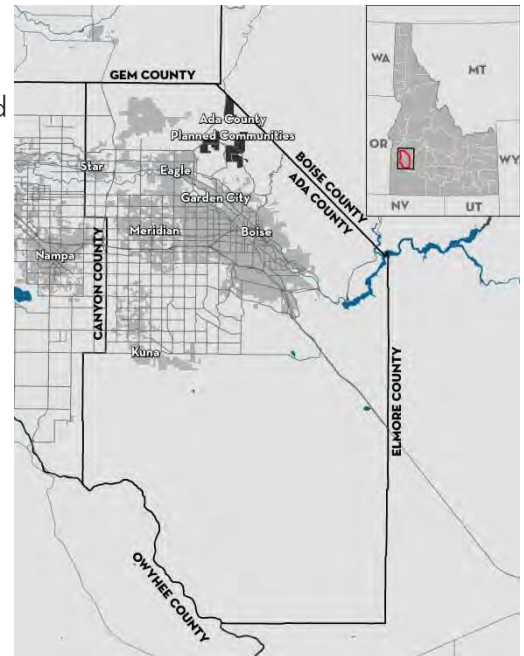 d
GEM COUNTY
WA
MT
OR
WY
NV
UT
Ada County
Planned Communities
BOISE COUNTY
ADA COUNTY
Star
Eagle
Garden City
Meridian
Boise
Nampa
CANYON COUNTY
Kuna
ELMORE COUNTY
OWYHEE COUNTY